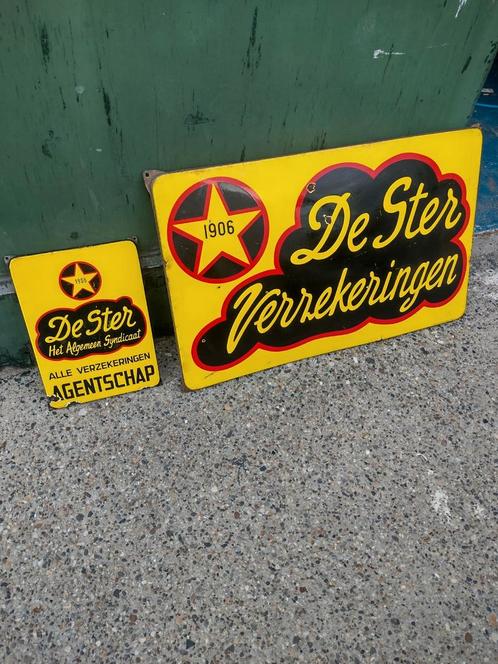 1906
De Ster
Het Algemeen Syndicaat
ALLE VERZEKERINGEN
AGENTSCHAP
1906
De Ster
Verzekeringen